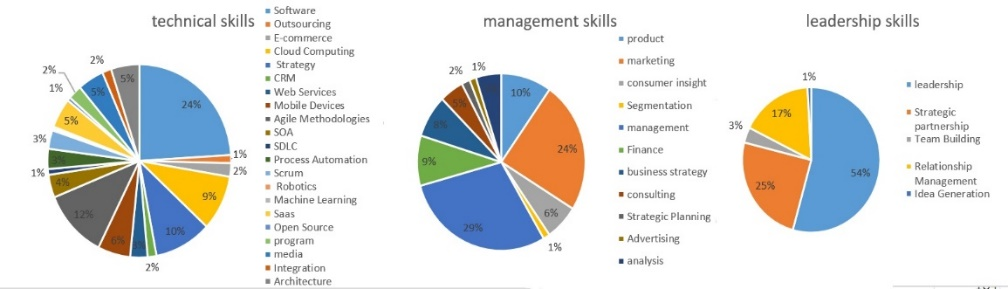 technical skills
Software
Outsourcing
E-commerce
Cloud Computing
Strategy
CRM
Web Services
Mobile Devices
Agile Methodologies
SOA
SDLC
Process Automation
Scrum
Robotics
Machine Learning
Saas
Open Source
program
media
Integration
Architecture
24%
1%
2%
9%
10%
2%
6%
12%
4%
1%
3%
5%
1%
2%
5%
2%
5%
management skills
product
marketing
consumer insight
Segmentation
management
Finance
business strategy
consulting
Strategic Planning
Advertising
analysis
10%
24%
6%
1%
29%
9%
5%
2%
1%
leadership skills
leadership
Strategic
partnership
Team Building
Relationship
Management
Idea Generation
54%
25%
3%
17%
1%